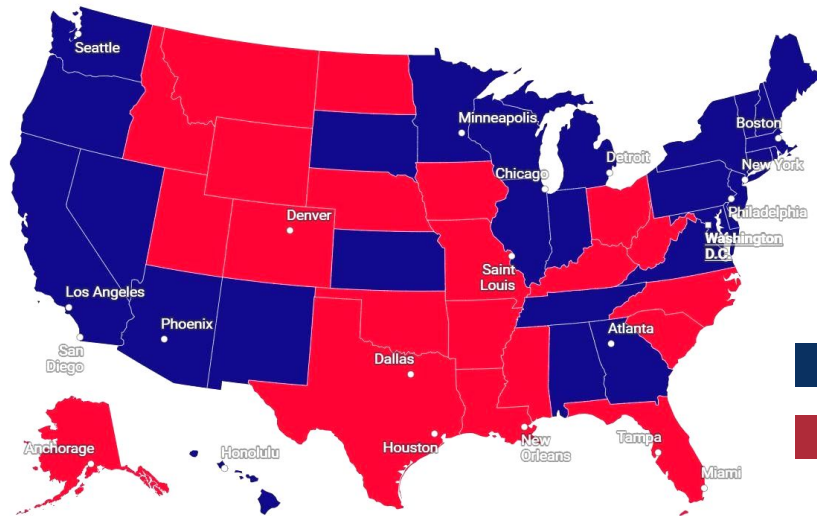 Seattle
Minneapolis
Boston
Detroit
Chicago
New York
Philadelphia
Denver
Washington
D.C.
Saint
Louis
Los Angeles
Phoenix
Atlanta
San
Diego
Dallas
Anchorage
Honolulu
Houston
New
Orleans
Tampa
Miami